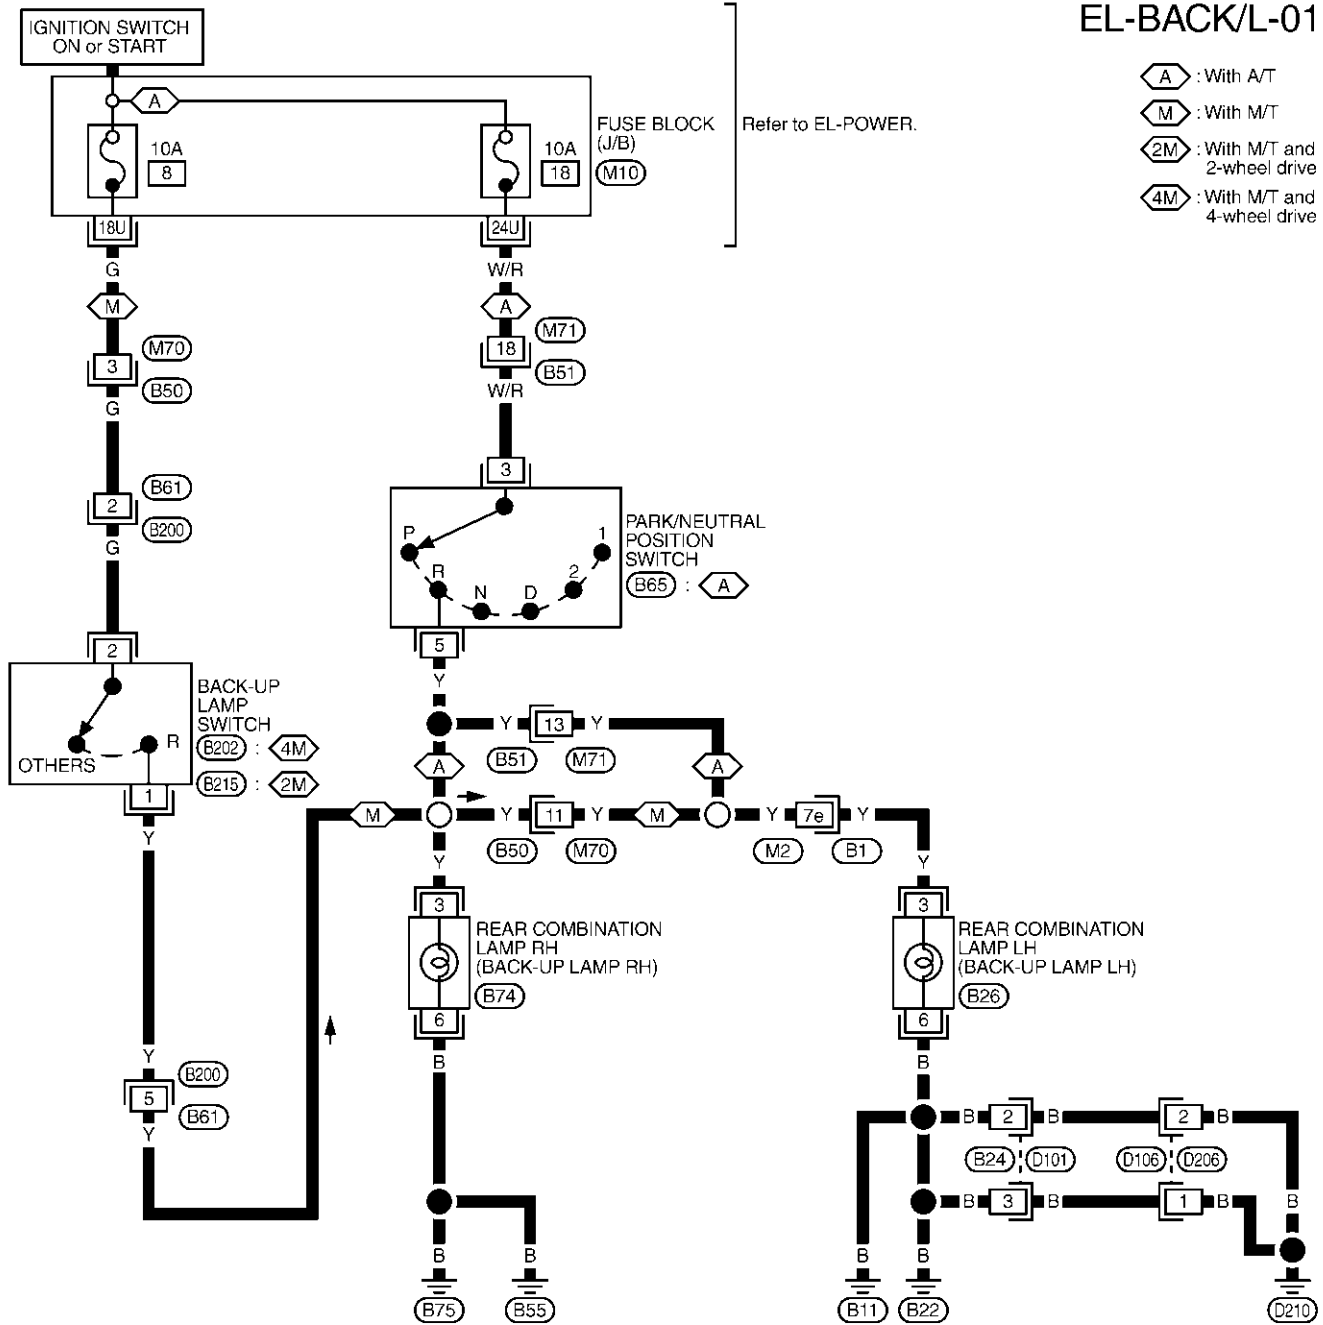 EL-BACK/L-01
IGNITION SWITCH
ON or START
A
10A
8
10A
18
FUSE BLOCK
(J/B)
M10
Refer to EL-POWER.
A : With A/T
M : With M/T
2M : With M/T and
2-wheel drive
4M : With M/T and
4-wheel drive
18U
24U
G
W/R
M
A
M70
3
B50
G
M71
18
B51
W/R
B61
2
B200
G
3
P
R
N
D
2
1
PARK/NEUTRAL
POSITION
SWITCH
B65 : A
5
Y
2
BACK-UP
LAMP
SWITCH
B202 : 4M
B215 : 2M
OTHERS
R
1
Y
Y 13 Y
B51 M71
A
A
M
Y 11 Y M
Y 7e Y
B50 M70
M2 B1
Y
Y
3
REAR COMBINATION
LAMP RH
(BACK-UP LAMP RH)
B74
6
B
3
REAR COMBINATION
LAMP LH
(BACK-UP LAMP LH)
B26
6
B
Y
B200
5
B61
Y
B 2 B 2 B
B24 D101 D106 D206
B 3 B 1 B
B
B
B
B
B
B75
B55
B11
B22
D210